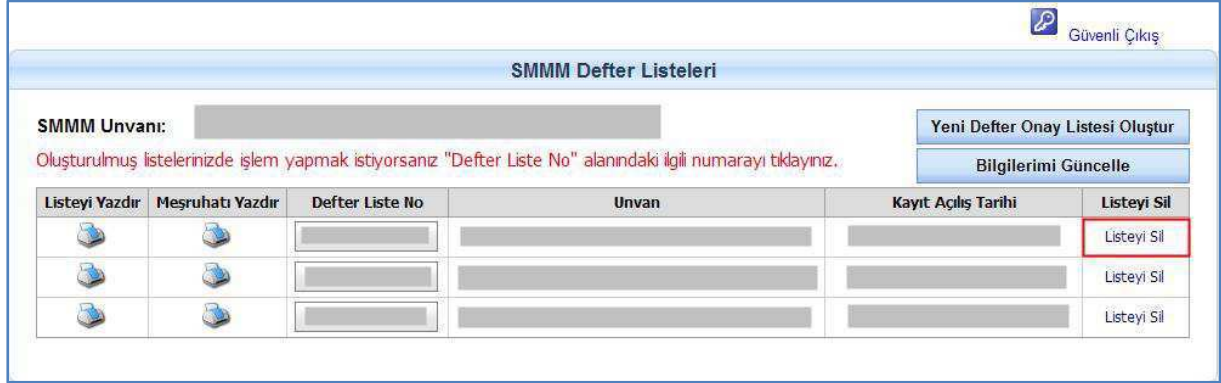 Güvenli Çıkış
SMMM Defter Listeleri
SMMM Unvanı:
Yeni Defter Onay Listesi Oluştur
Oluşturulmuş listelerinizde işlem yapmak istiyorsanız "Defter Liste No" alanındaki ilgili numarayı tıklayınız.
Bilgilerimi Güncelle
Listeyi Yazdır Meşruhatı Yazdır Defter Liste No Unvan Kayıt Açılış Tarihi Listeyi Sil
Listeyi Sil
Listeyi Sil
Listeyi Sil